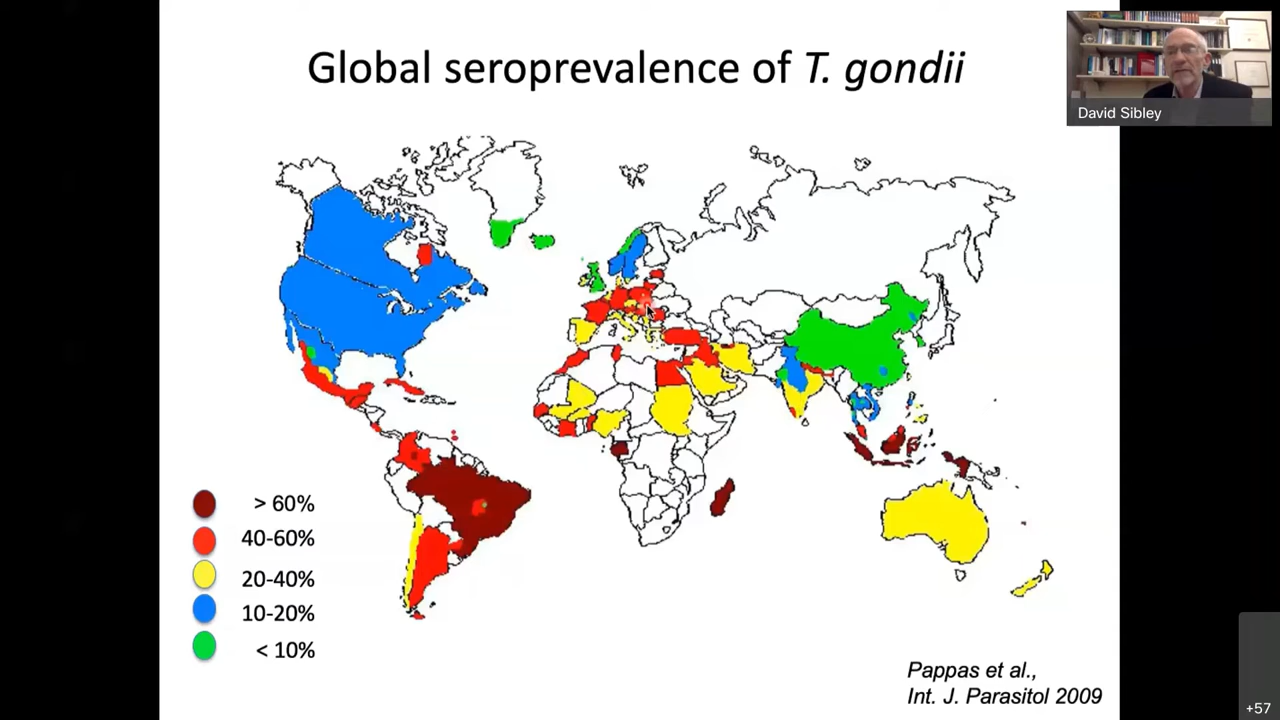 Global seroprevalence of T. gondii
David Sibley
> 60%
40-60%
20-40%
10-20%
< 10%
Pappas et al.,
Int. J. Parasitol 2009
+57